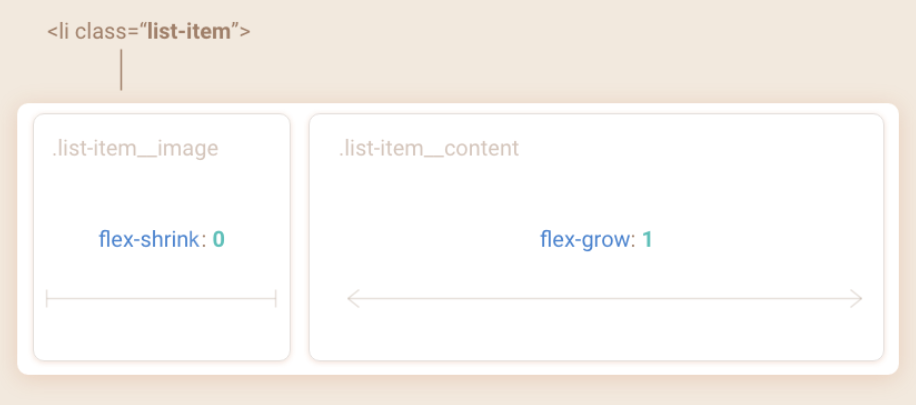 <li class=“list-item”>
.list-item__image
.list-item__content
flex-shrink: 0
flex-grow: 1